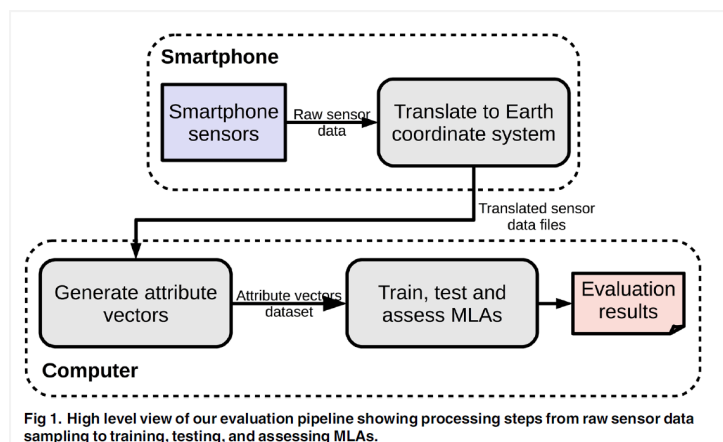 Smartphone
Smartphone
sensors
Raw sensor
data
Translate to Earth
coordinate system
Translated sensor
data files
Generate attribute
vectors
Attribute vectors
dataset
Train, test and
assess MLAs
Evaluation
results
Computer
Fig 1. High level view of our evaluation pipeline showing processing steps from raw sensor data
sampling to training, testing, and assessing MLAs.